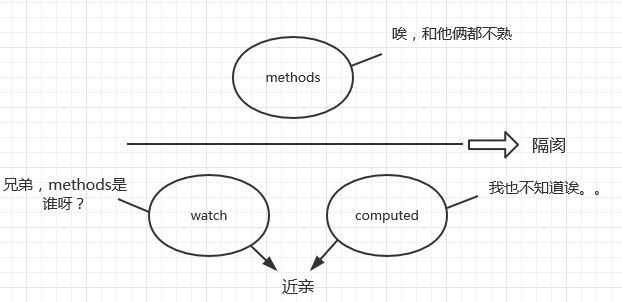 唉，和他俩都不熟
methods
隔阂
兄弟，methods是
谁呀？
watch
computed
我也不知道诶。。
近亲